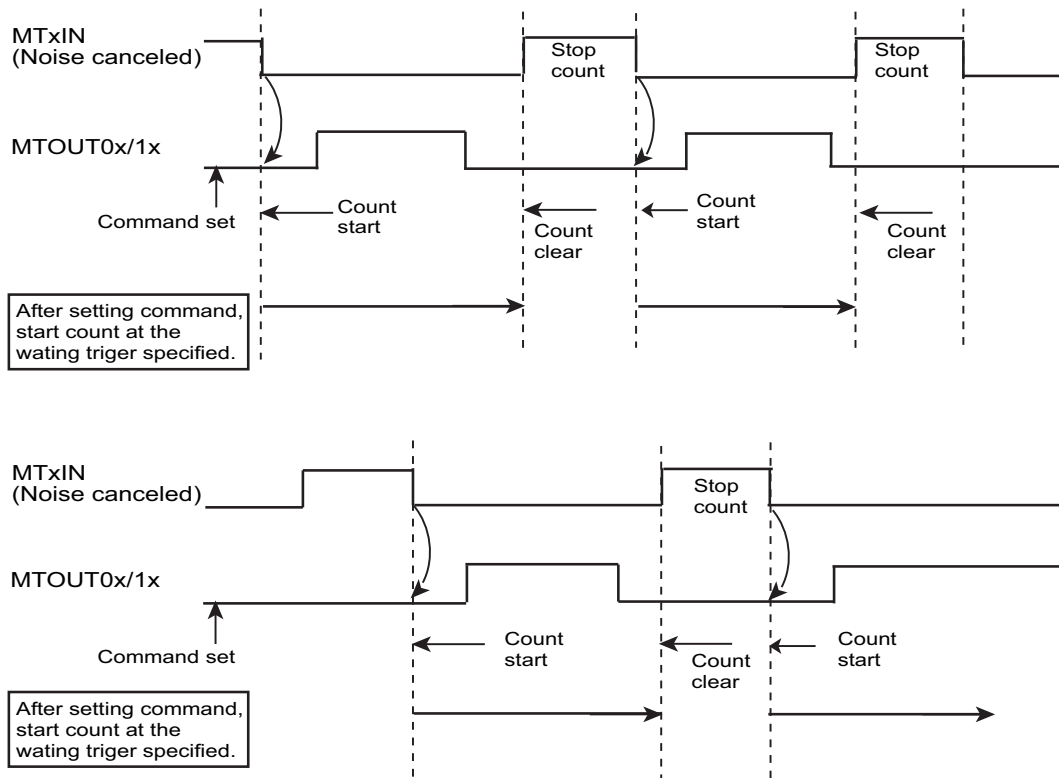 MTxIN
(Noise canceled)
Stop
count
Stop
count
MTOUT0x/1x
Command set
Count
start
Count
clear
Count
start
Count
clear
After setting command,
start count at the
wating triger specified.
MTxIN
(Noise canceled)
Stop
count
MTOUT0x/1x
Command set
Count
start
Count
clear
Count
start
After setting command,
start count at the
wating triger specified.